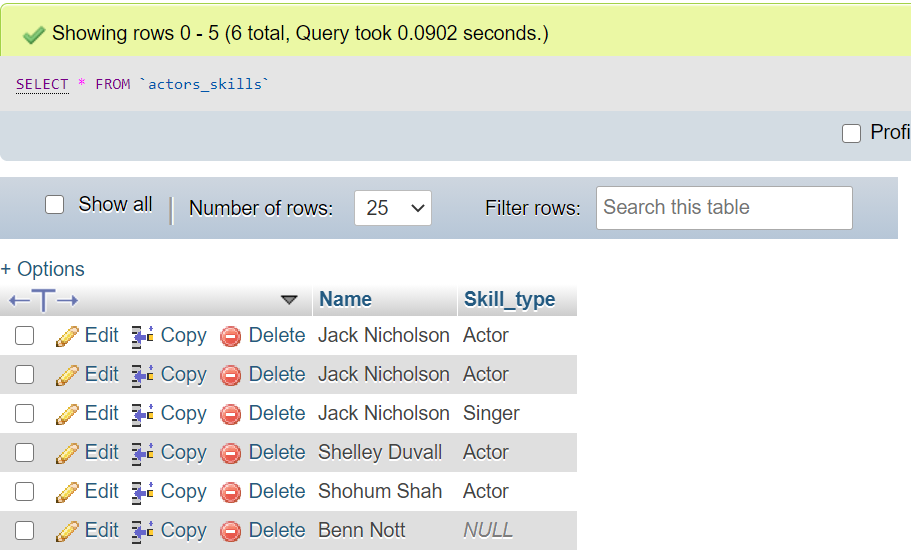 Showing rows 0 - 5 (6 total, Query took 0.0902 seconds.)
SELECT * FROM `actors_skills`
Profi
Show all Number of rows: 25 Filter rows: Search this table
+ Options
Name Skill_type
Edit Copy Delete Jack Nicholson Actor
Edit Copy Delete Jack Nicholson Actor
Edit Copy Delete Jack Nicholson Singer
Edit Copy Delete Shelley Duvall Actor
Edit Copy Delete Shohum Shah Actor
Edit Copy Delete Benn Nott NULL